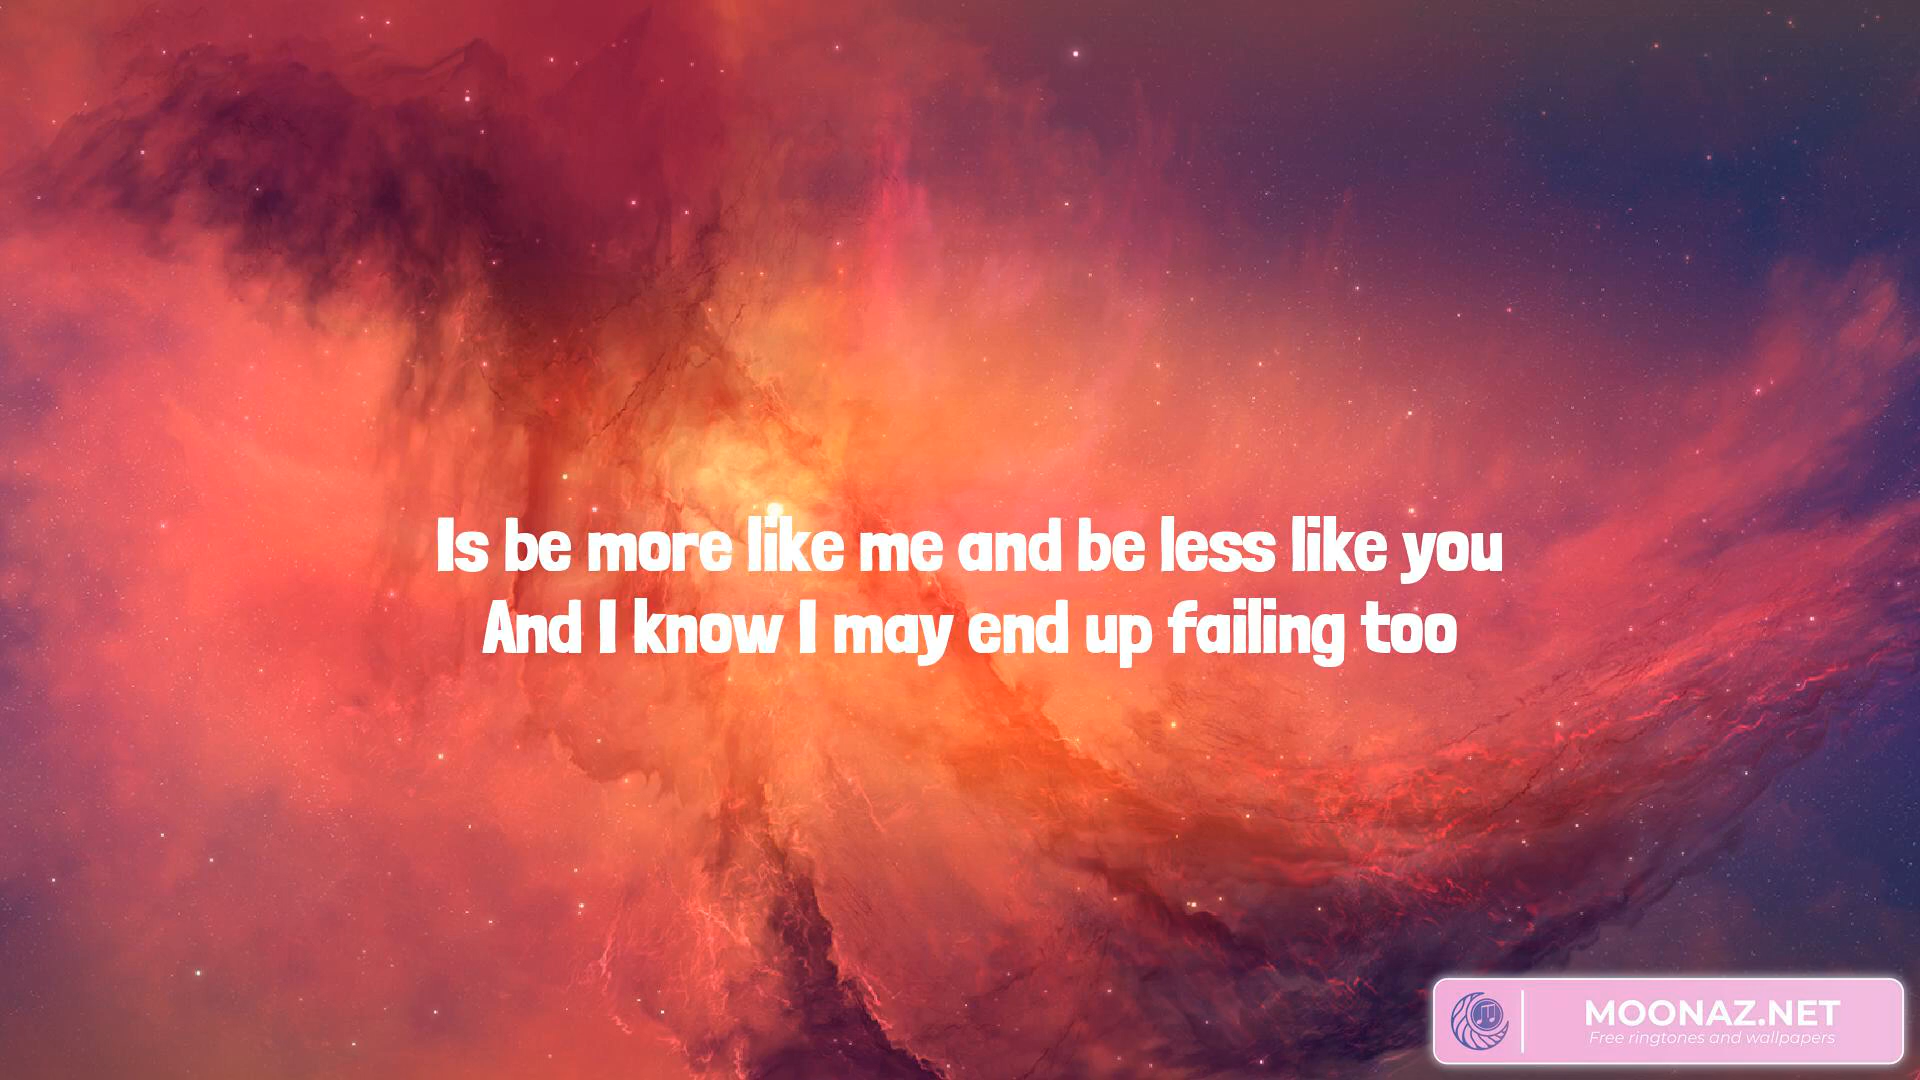 Is be more like me and be less like you
And I know I may end up failing too
MOONAZ.NET
Free ringtones and wallpapers